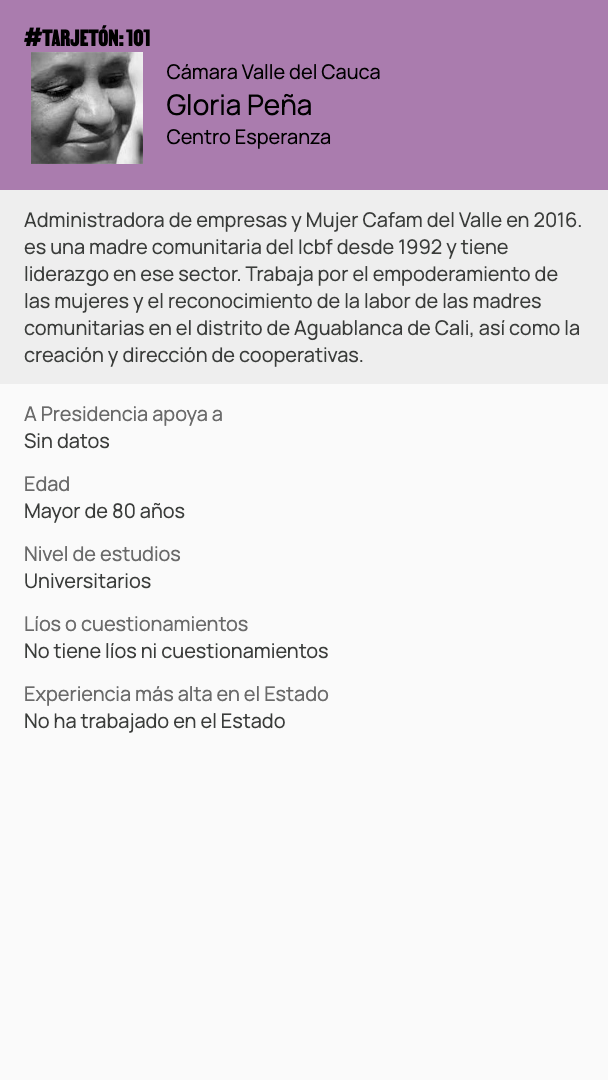 #TARJETÓN: 101
Cámara Valle del Cauca
Gloria Peña
Centro Esperanza
Administradora de empresas y Mujer Cafam del Valle en 2016.
es una madre comunitaria del Icbf desde 1992 y tiene
liderazgo en ese sector. Trabaja por el empoderamiento de
las mujeres y el reconocimiento de la labor de las madres
comunitarias en el distrito de Aguablanca de Cali, así como la
creación y dirección de cooperativas.
A Presidencia apoya a
Sin datos
Edad
Mayor de 80 años
Nivel de estudios
Universitarios
Líos o cuestionamientos
No tiene líos ni cuestionamientos
Experiencia más alta en el Estado
No ha trabajado en el Estado